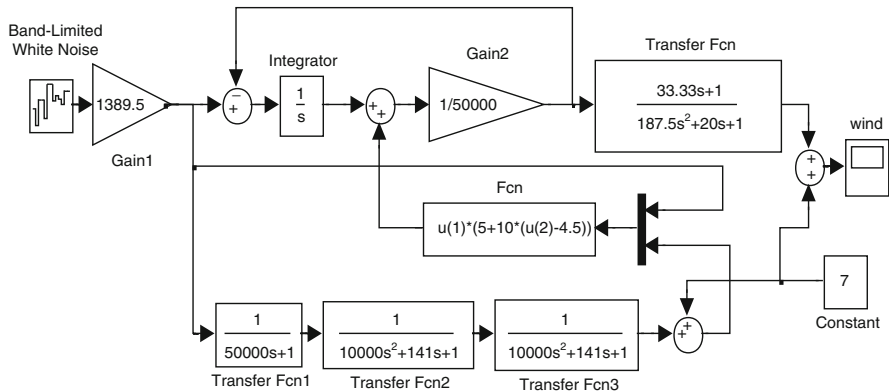 Band-Limited
White Noise
1389.5
Gain1
− +
Integrator
1
s
+ +
Gain2
1/50000
Transfer Fcn
33.33s+1
187.5s²+20s+1
wind
+
+
Fcn
u(1)*(5+10*(u(2)-4.5))
7
Constant
+ +
1
50000s+1
Transfer Fcn1
1
10000s²+141s+1
Transfer Fcn2
1
10000s²+141s+1
Transfer Fcn3